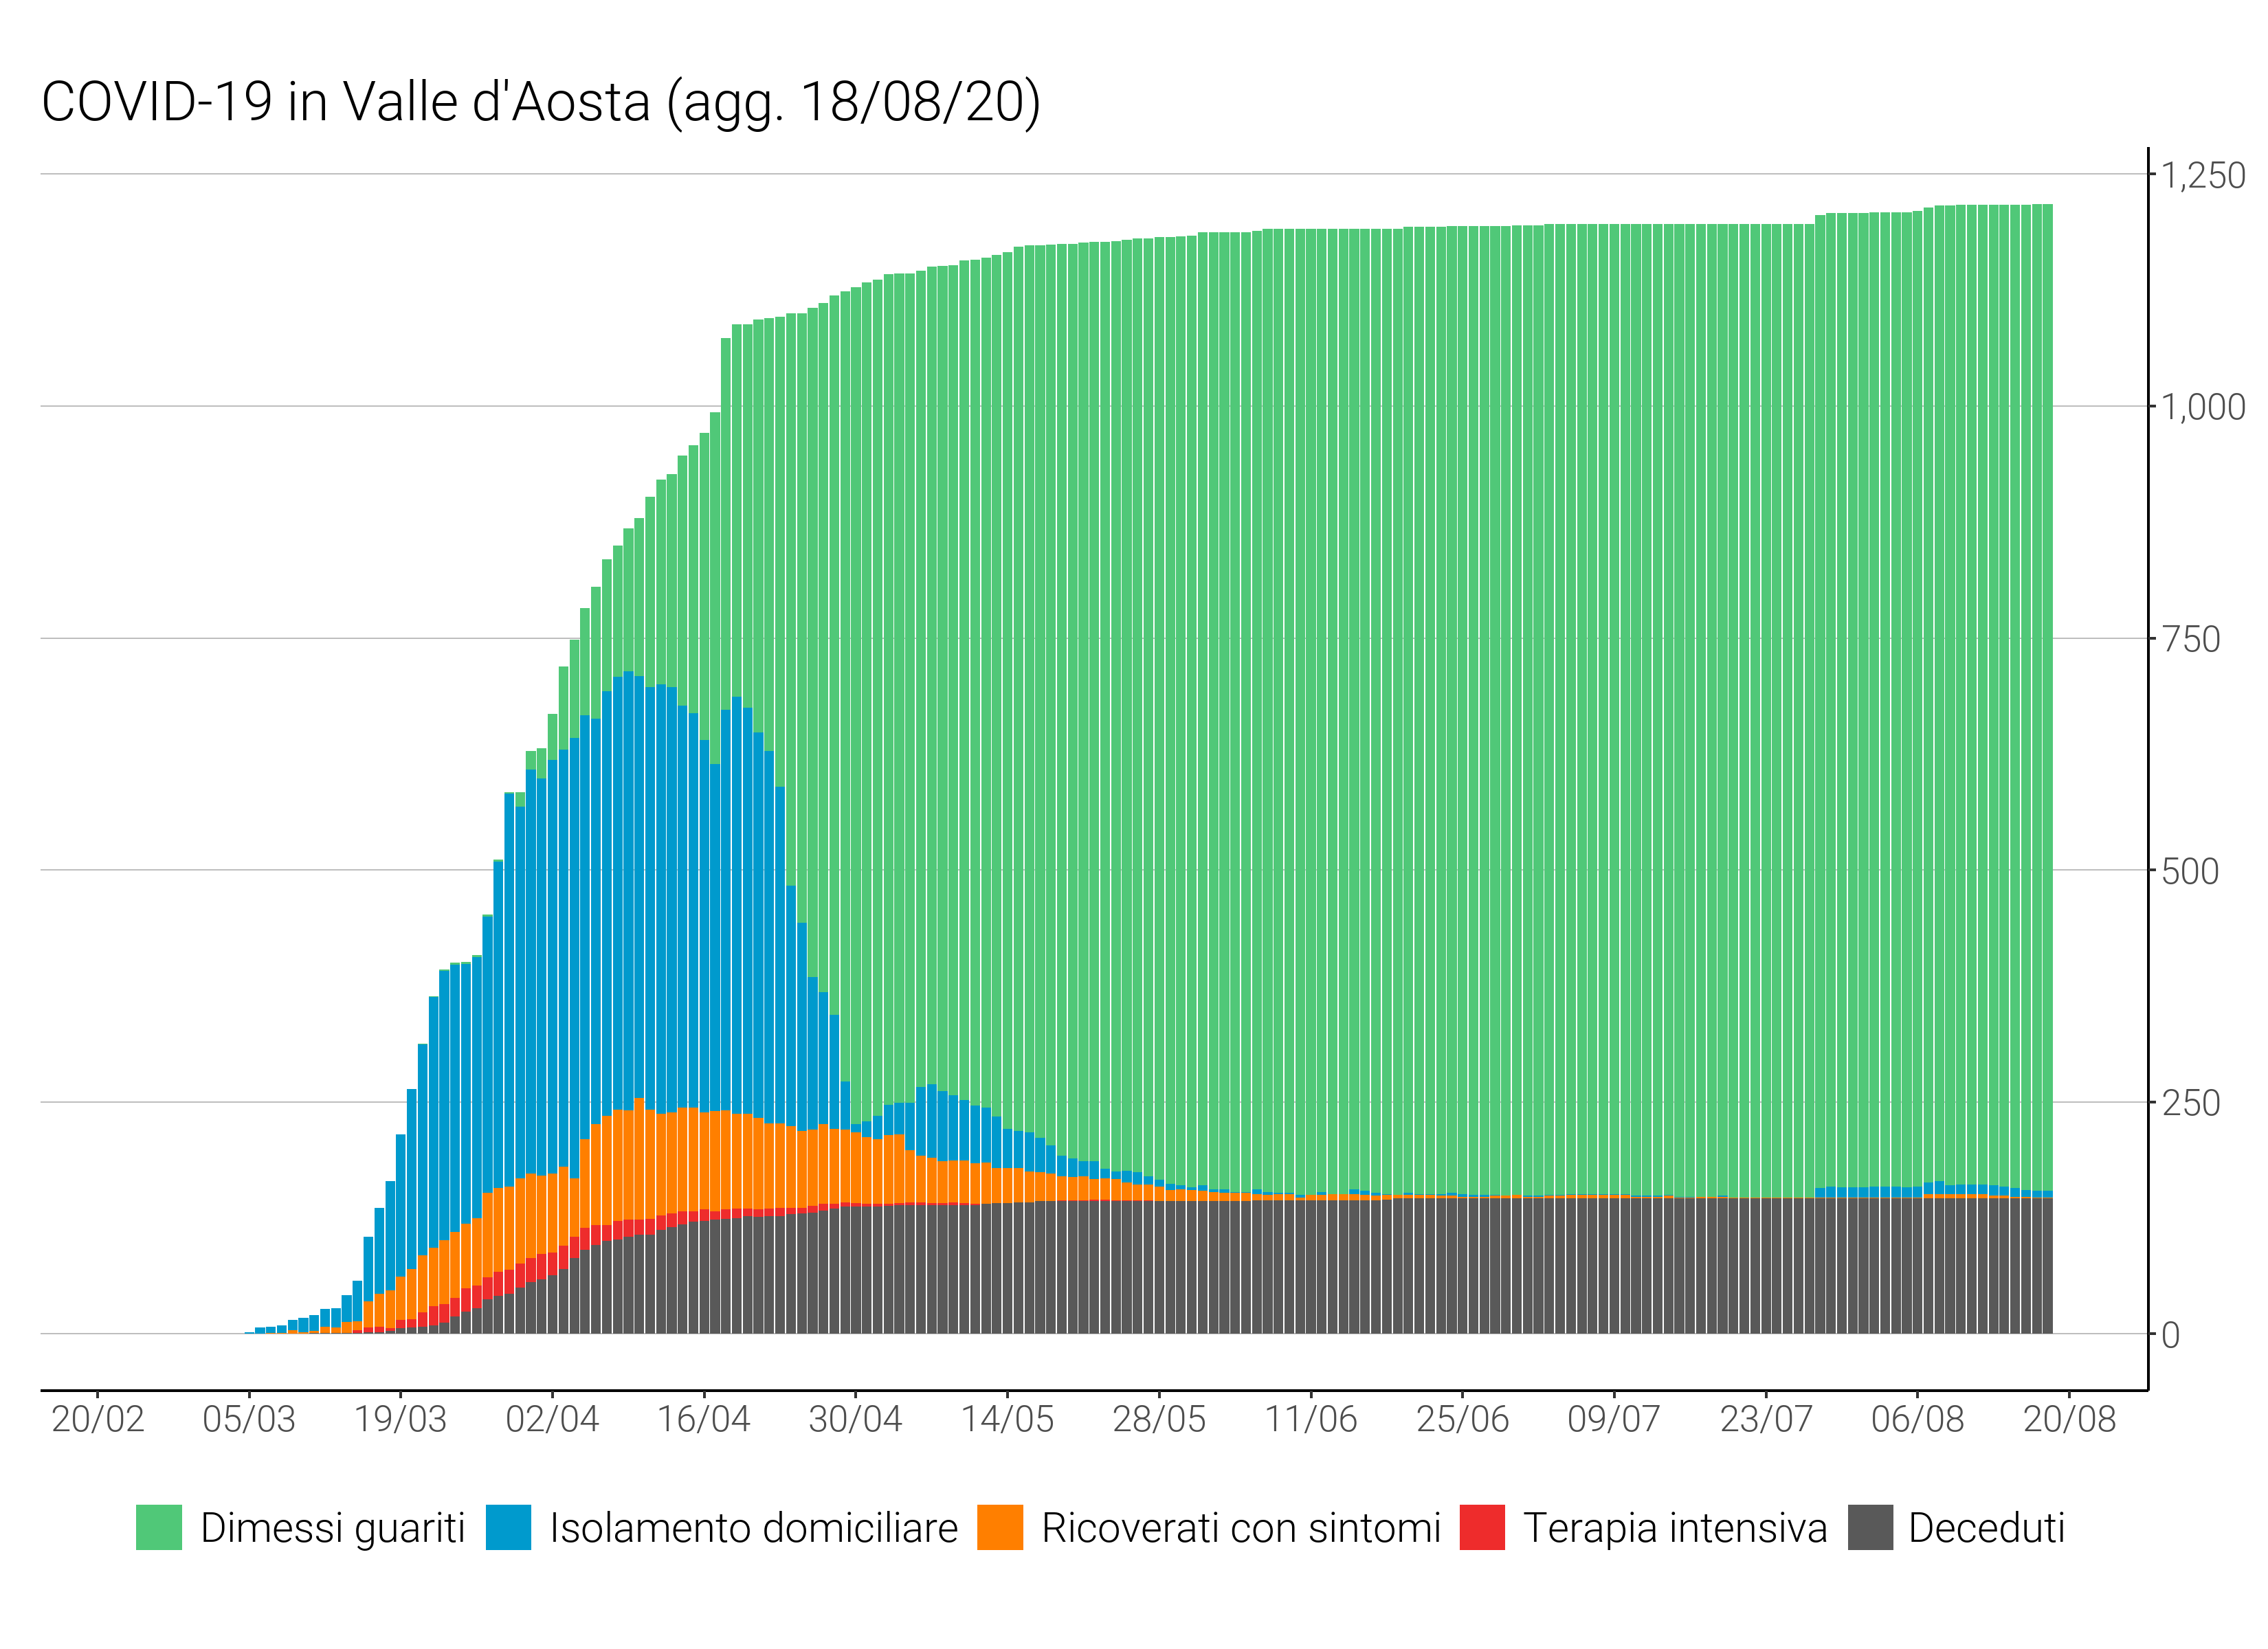 COVID-19 in Valle d'Aosta (agg. 18/08/20)
1,250
1,000
750
500
250
0
20/02 05/03 19/03 02/04 16/04 30/04 14/05 28/05 11/06 25/06 09/07 23/07 06/08 20/08
Dimessi guariti Isolamento domiciliare Ricoverati con sintomi Terapia intensiva Deceduti